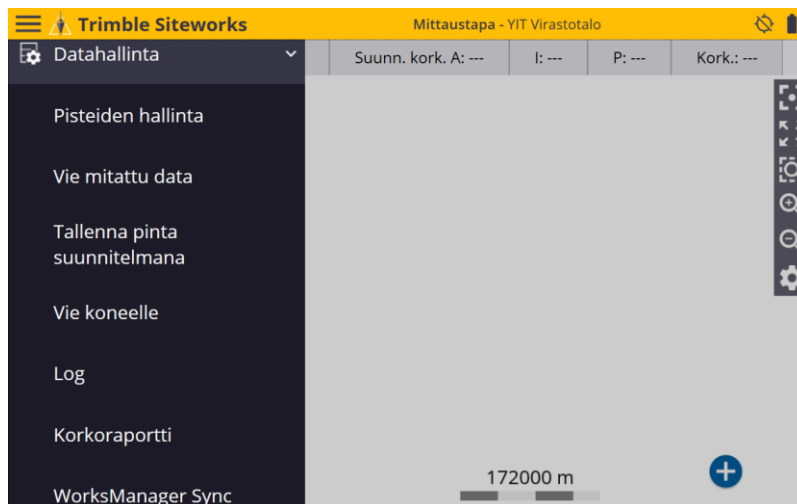 Trimble Siteworks
Mittaustapa - YIT Virastotalo
Datahallinta
Suunn. kork. A: ---
I: ---
P: ---
Kork.: ---
Pisteiden hallinta
Vie mitattu data
Tallenna pinta
suunnitelmana
Vie koneelle
Log
Korkoraportti
WorksManager Sync
172000 m